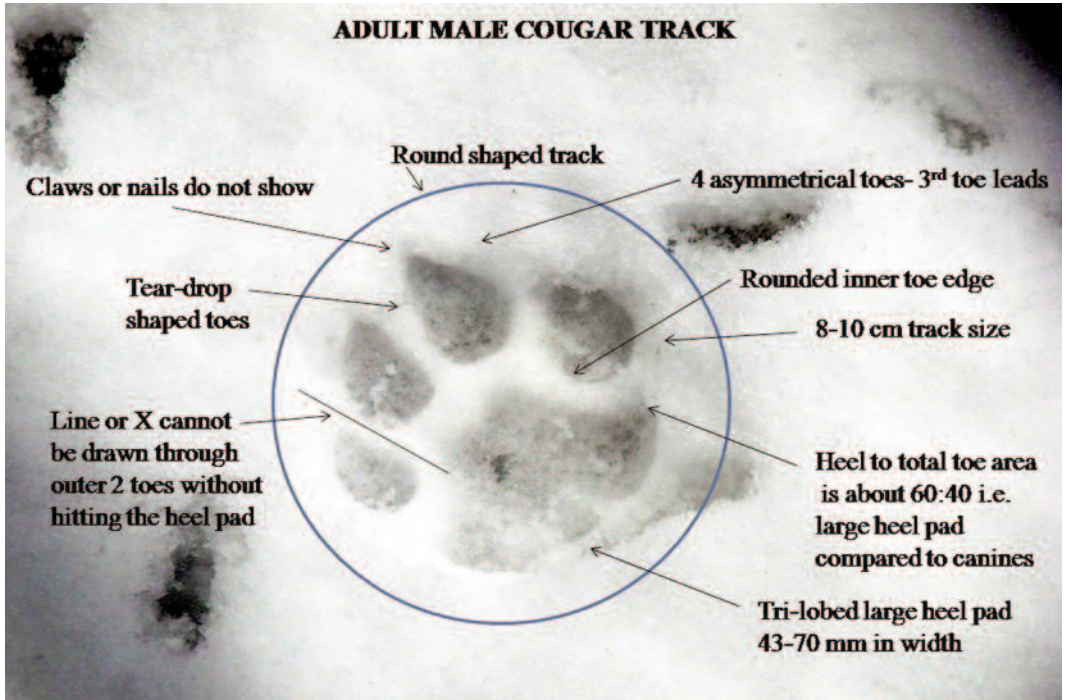 ADULT MALE COUGAR TRACK
Round shaped track
Claws or nails do not show
4 asymmetrical toes- 3rd toe leads
Tear-drop
shaped toes
Rounded inner toe edge
8-10 cm track size
Line or X cannot
be drawn through
outer 2 toes without
hitting the heel pad
Heel to total toe area
is about 60:40 i.e.
large heel pad
compared to canines
Tri-lobed large heel pad
43-70 mm in width